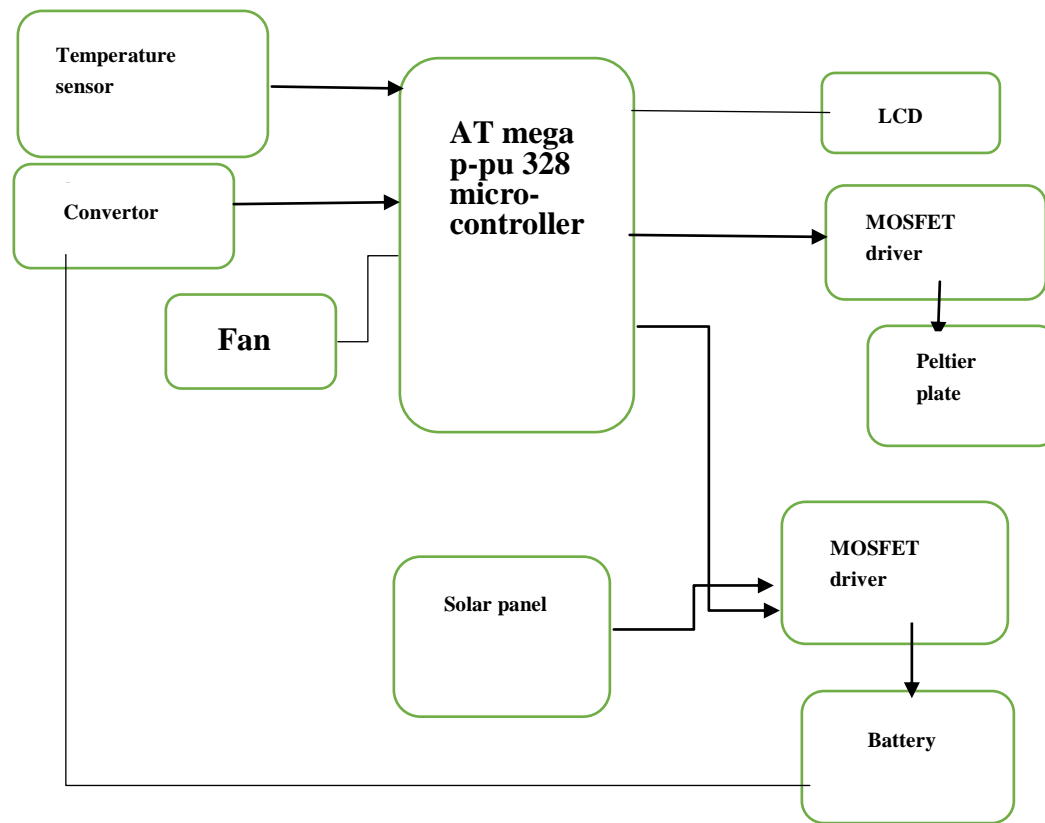 Temperature
sensor
AT mega
p-pu 328
micro-
controller
LCD
Convertor
MOSFET
driver
Fan
Peltier
plate
MOSFET
driver
Solar panel
Battery